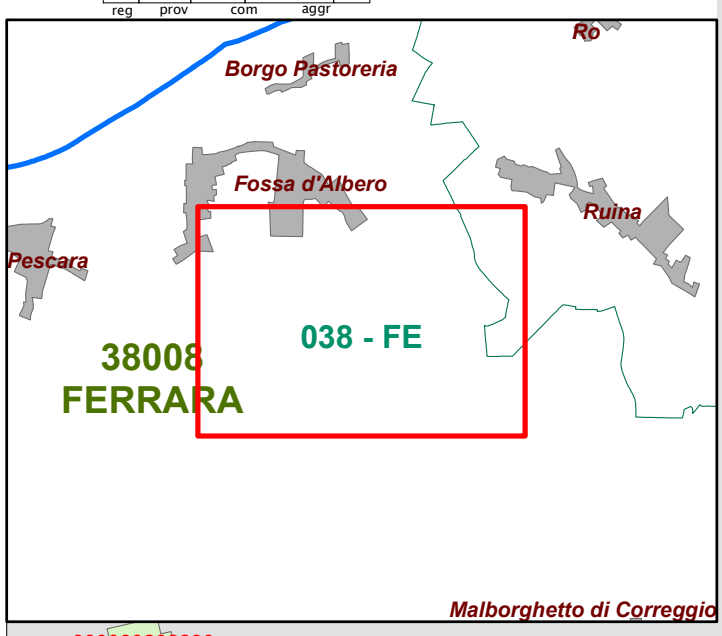 reg prov com aggr
Ro
Borgo Pastoreria
Fossa d'Albero
Ruina
Pescara
038 - FE
38008
FERRARA
Malborghetto di Correggio